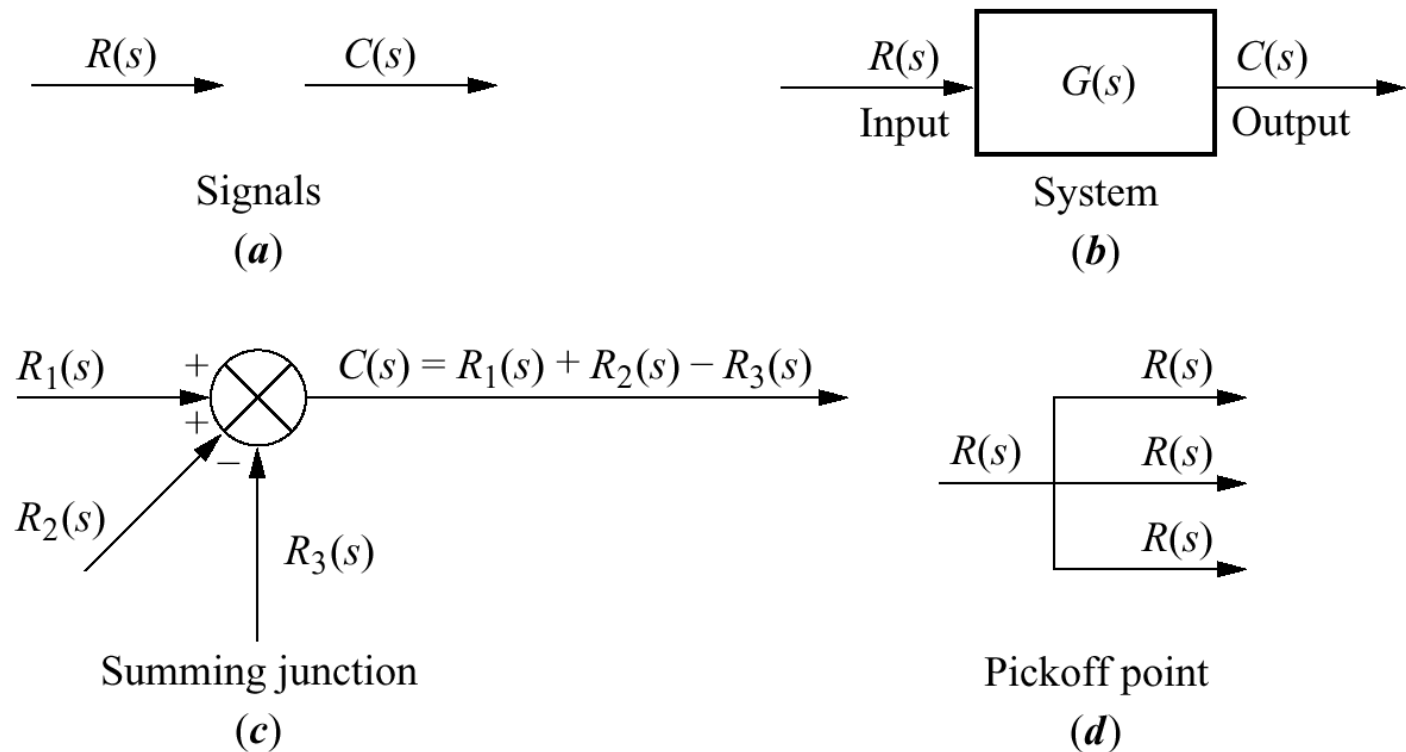 R(s)
C(s)
Signals
(a)
R(s)
G(s)
C(s)
Input
Output
System
(b)
R₁(s)
+
+
−
C(s) = R₁(s) + R₂(s) − R₃(s)
R₂(s)
R₃(s)
Summing junction
(c)
R(s)
R(s)
R(s)
R(s)
Pickoff point
(d)